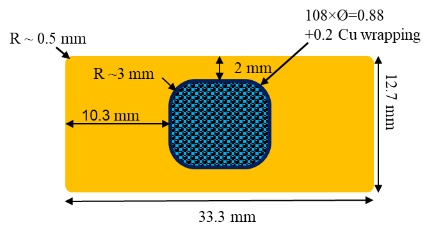 108×Ø=0.88
+0.2 Cu wrapping
R ~ 0.5 mm
R ~3 mm
2 mm
10.3 mm
12.7 mm
33.3 mm